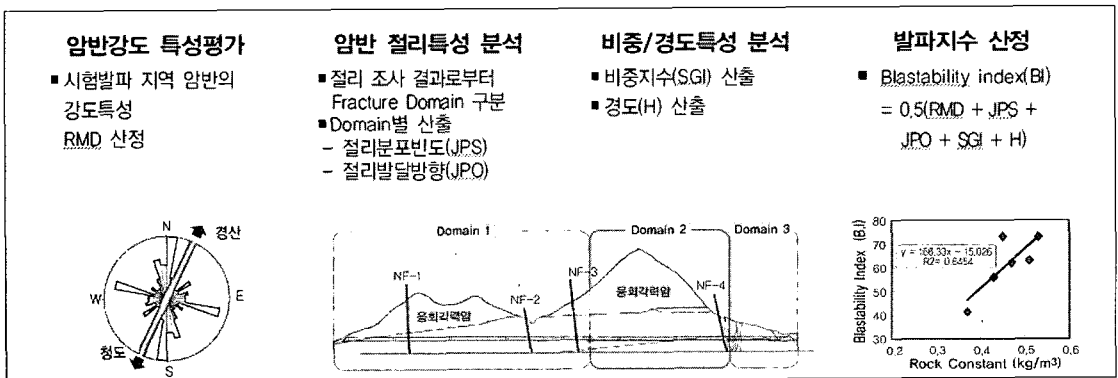 암반강도 특성평가
■ 시험발파 지역 암반의
강도특성
RMD 산정
암반 절리특성 분석
■ 절리 조사 결과로부터
Fracture Domain 구분
■ Domain별 산출
- 절리분포빈도(JPS)
- 절리발달방향(JPO)
비중/경도특성 분석
■ 비중지수(SGI) 산출
■ 경도(H) 산출
발파지수 산정
■ Blastability index(BI)
= 0.5(RMD + JPS +
JPO + SGI + H)
N
경산
W
E
청도
S
Domain 1
Domain 2
Domain 3
NF-1
NF-2
NF-3
NF-4
응회각력암
응회각력암
Blastability Index (B.I)
80
70
60
50
40
30
y = 166.33x - 15.026
R2= 0.6454
0.2
0.3
0.4
0.5
0.6
Rock Constant (kg/m3)